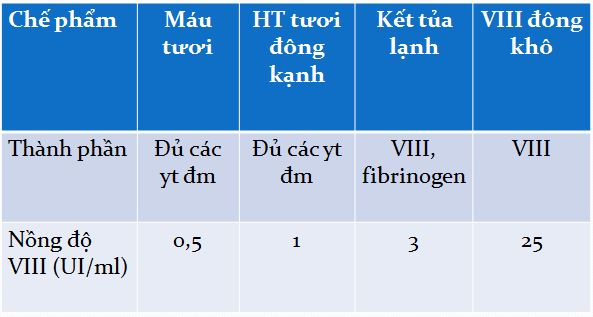 Chế phẩm
Máu
tươi
HT tươi
đông
kạnh
Kết tủa
lạnh
VIII đông
khô
Thành phần
Đủ các
yt đm
Đủ các yt
đm
VIII,
fibrinogen
VIII
Nồng độ
VIII (UI/ml)
0,5
1
3
25